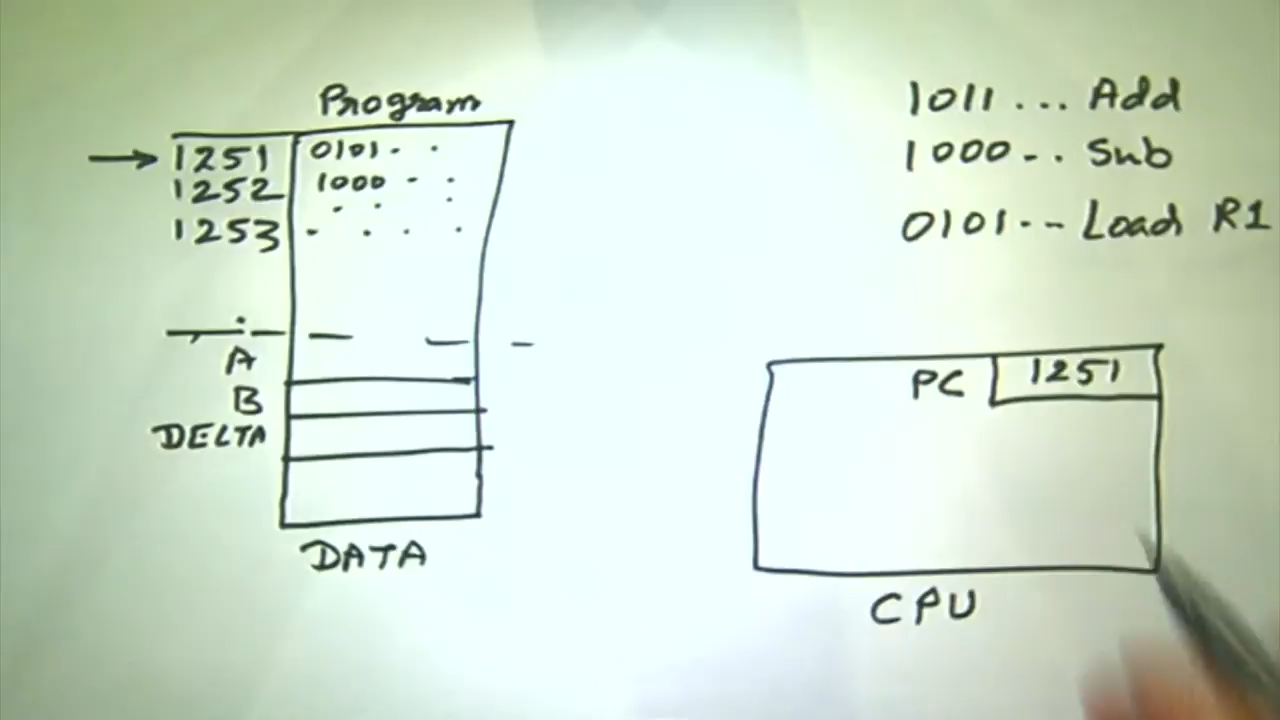 Program
1251 0101- . .
1252 1000 - . .
1253 . . . .
A
B
DELTA
DATA
1011 ... Add
1000 -.. Sub
0101.-- Load R1
PC 1251
CPU